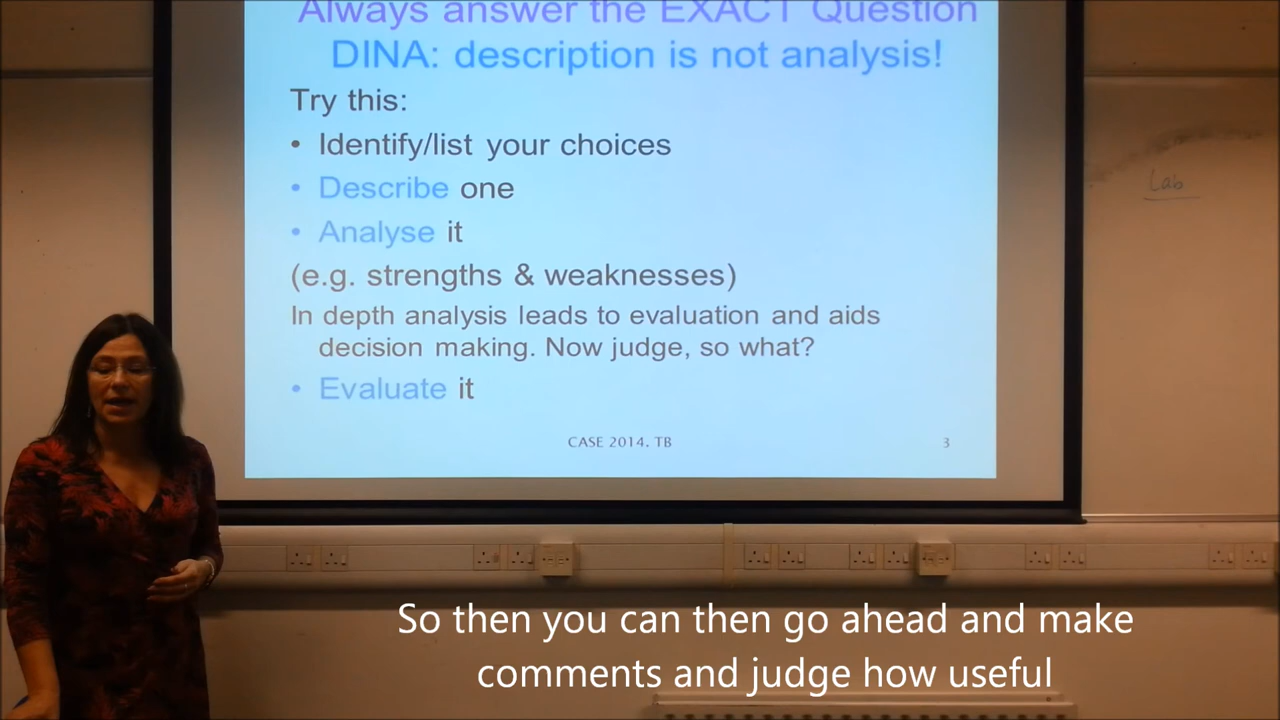 Always answer the EXACT Question
DINA: description is not analysis!
Try this:
• Identify/list your choices
• Describe one
• Analyse it
(e.g. strengths & weaknesses)
In depth analysis leads to evaluation and aids
decision making. Now judge, so what?
• Evaluate it
CASE 2014, TB
3
Lab
So then you can then go ahead and make
comments and judge how useful